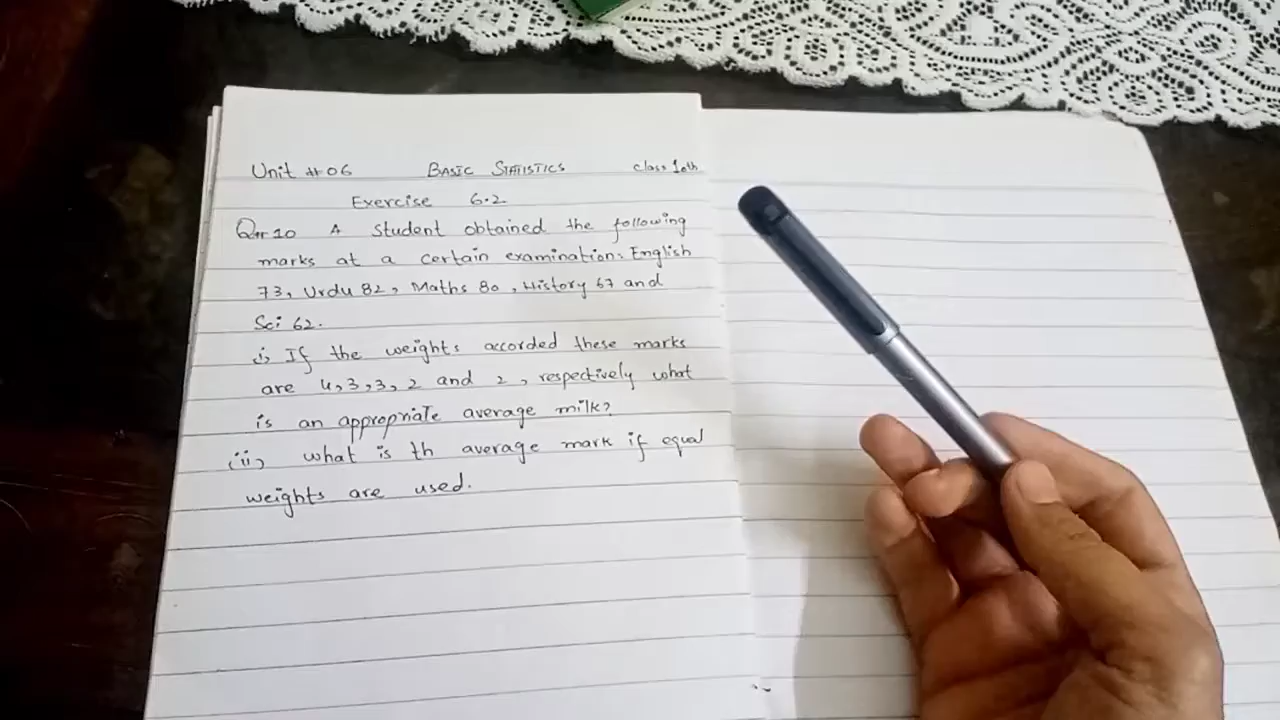 Unit # 06 BASIC STATISTICS class 10th
Exercise 6.2
Q#10 A student obtained the following
marks at a certain examination: English
73, Urdu 82, Maths 80, History 67 and
Sci 62.
i) If the weights accorded these marks
are 4, 3, 3, 2 and 2, respectively what
is an appropriate average milk?
(ii) what is th average mark if equal
weights are used.